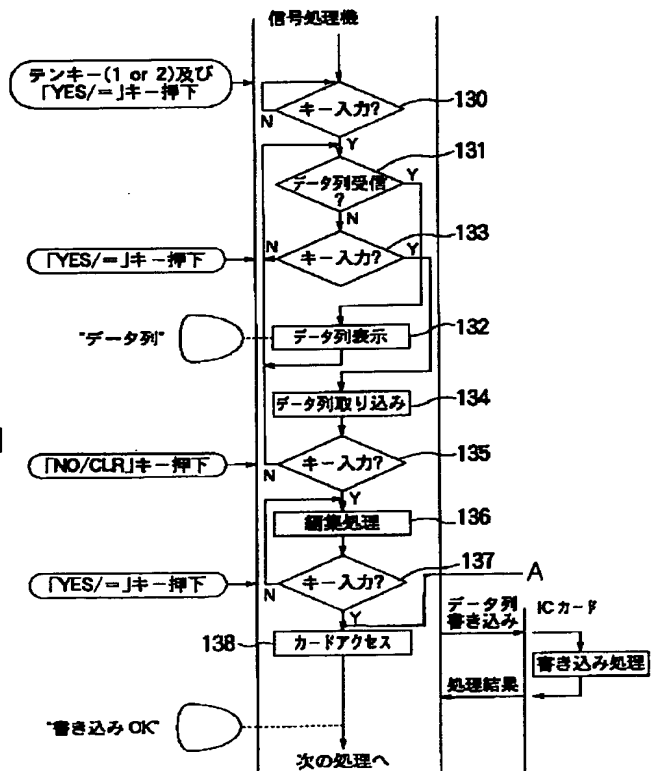 信号処理機
テンキー(1 or 2)及び
「YES/=」キー押下
キー入力?
130
N
Y
131
データ列受信
?
Y
N
133
「YES/=」キー押下
N
キー入力?
Y
"データ列"
データ列表示
132
データ列取り込み
134
「NO/CLR」キー押下
キー入力?
135
N
Y
編集処理
136
「YES/=」キー押下
キー入力?
137
N
Y
A
138
カードアクセス
データ列
書き込み
ICカード
書き込み処理
処理結果
"書き込みOK"
次の処理へ